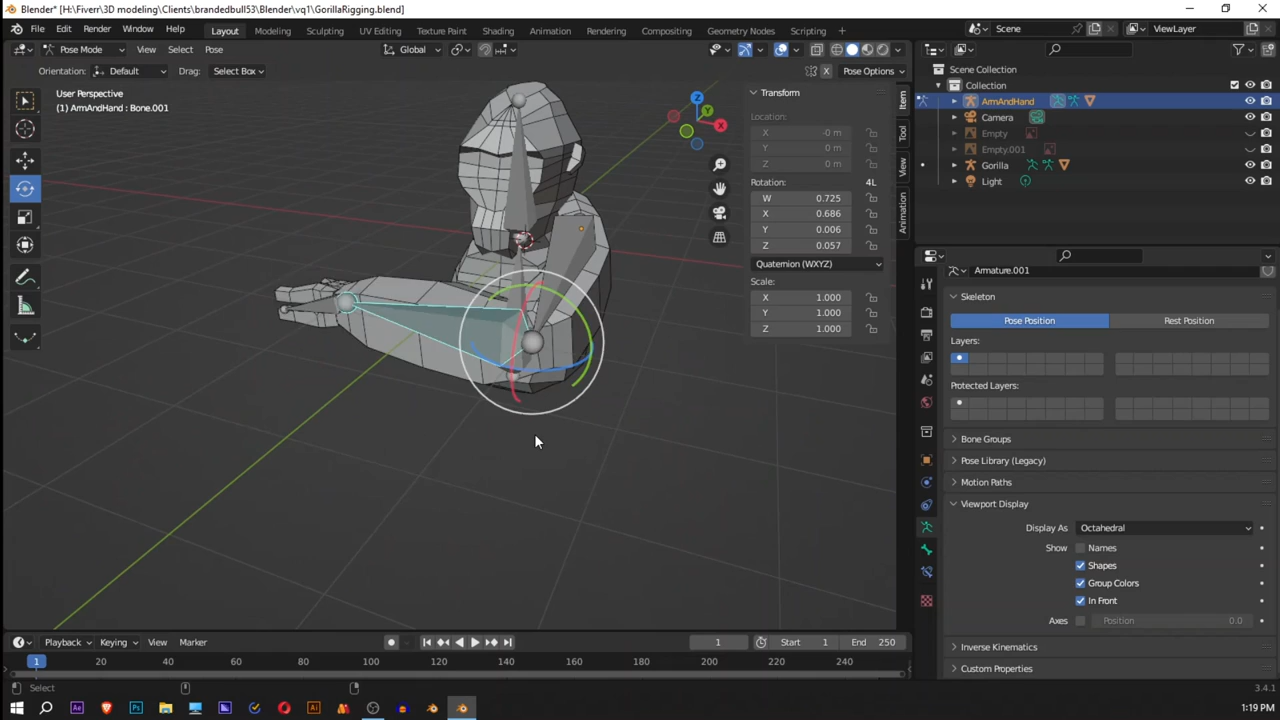 Blender* [H:\Fiverr\3D modeling\Clients\brandedbull53\Blender\vq1\GorillaRigging.blend]
File Edit Render Window Help Layout Modeling Sculpting UV Editing Texture Paint Shading Animation Rendering Compositing Geometry Nodes Scripting Scene ViewLayer
Pose Mode View Select Pose Global
Orientation: Default Drag: Select Box X Pose Options
User Perspective
(1) ArmAndHand : Bone.001
Z
Y
X
Transform
Location:
X -0 m
Y 0 m
Z 0 m
Rotation: 4L
W 0.725
X 0.686
Y 0.006
Z 0.057
Quaternion (WXYZ)
Scale:
X 1.000
Y 1.000
Z 1.000
Item
Tool
View
Animation
Scene Collection
Collection
ArmAndHand
Camera
Empty
Empty.001
Gorilla
Light
Armature.001
Skeleton
Pose Position Rest Position
Layers:
Protected Layers:
Bone Groups
Pose Library (Legacy)
Motion Paths
Viewport Display
Display As Octahedral
Show Names
Shapes
Group Colors
In Front
Axes Position 0.0
Inverse Kinematics
Custom Properties
Playback Keying View Marker 1 Start 1 End 250
1 20 40 60 80 100 120 140 160 180 200 220 240
Select 3.4.1
Ae Ps Ai 1:19 PM